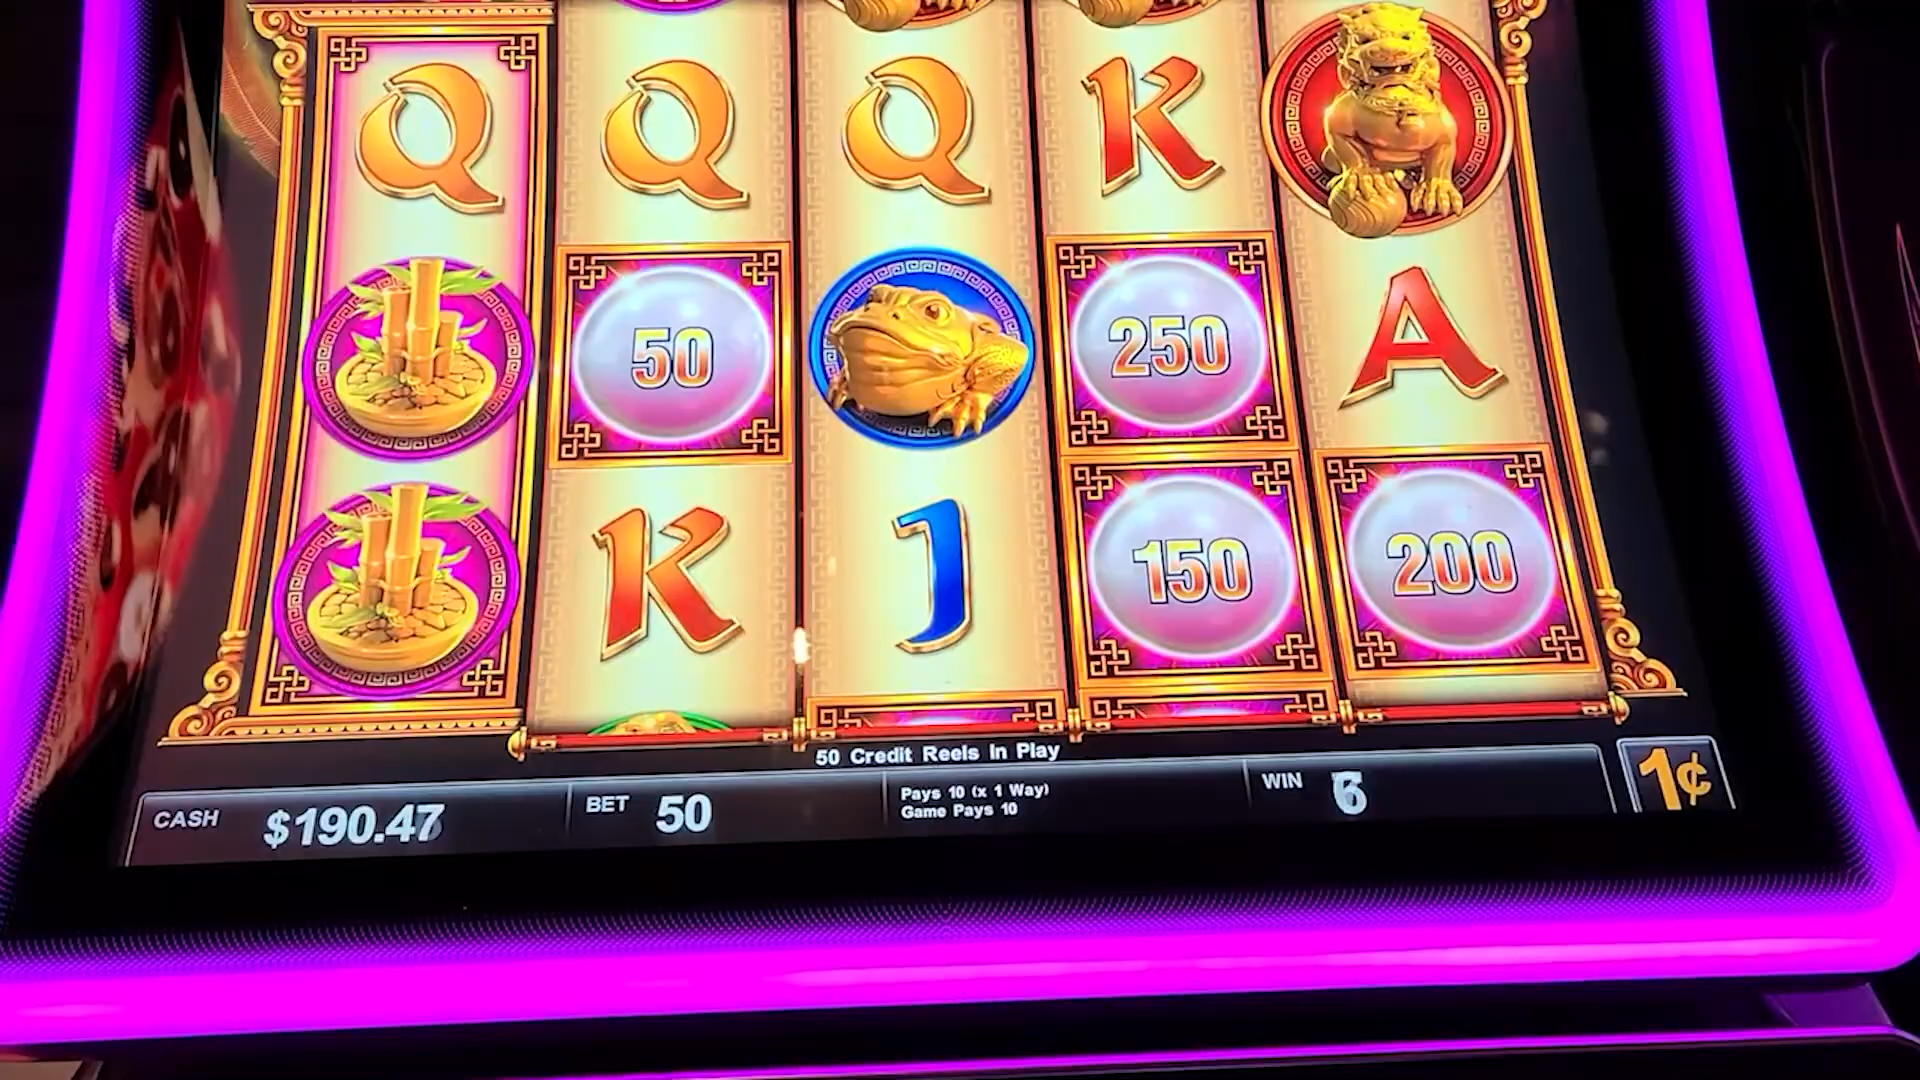 Q Q Q K
50 250 A
K J 150 200
50 Credit Reels In Play
CASH $190.47 BET 50
Pays 10 (x 1 Way)
Game Pays 10
WIN 6
1¢